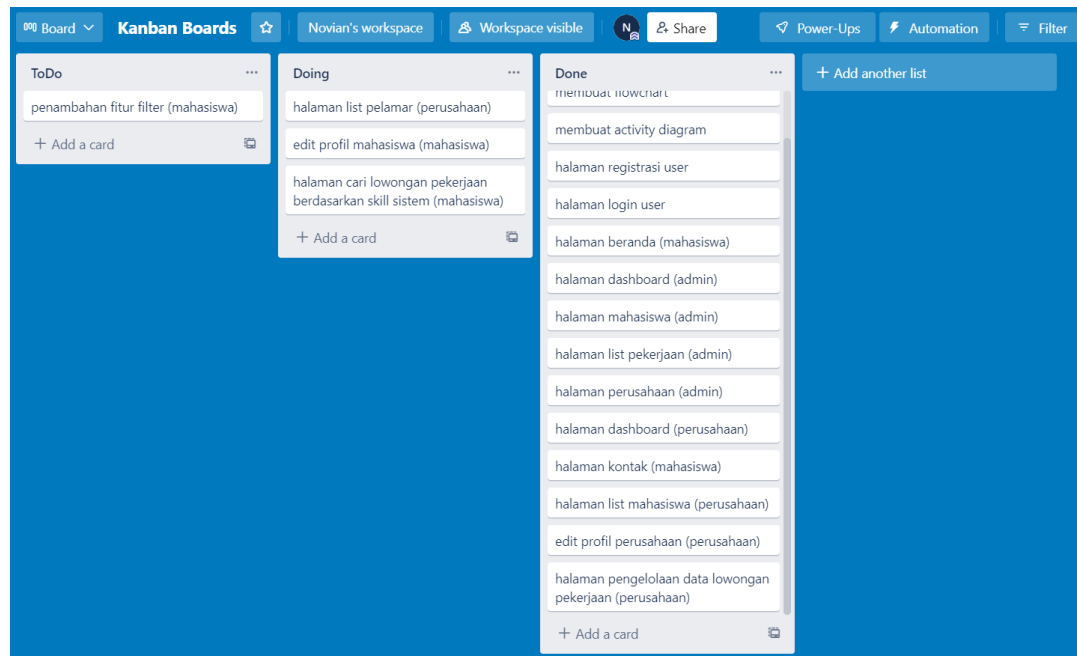 Board
Kanban Boards
Novian's workspace
Workspace visible
N
Share
Power-Ups
Automation
Filter
ToDo
penambahan fitur filter (mahasiswa)
+ Add a card
Doing
halaman list pelamar (perusahaan)
edit profil mahasiswa (mahasiswa)
halaman cari lowongan pekerjaan
berdasarkan skill sistem (mahasiswa)
+ Add a card
Done
membuat flowchart
membuat activity diagram
halaman registrasi user
halaman login user
halaman beranda (mahasiswa)
halaman dashboard (admin)
halaman mahasiswa (admin)
halaman list pekerjaan (admin)
halaman perusahaan (admin)
halaman dashboard (perusahaan)
halaman kontak (mahasiswa)
halaman list mahasiswa (perusahaan)
edit profil perusahaan (perusahaan)
halaman pengelolaan data lowongan
pekerjaan (perusahaan)
+ Add a card
+ Add another list